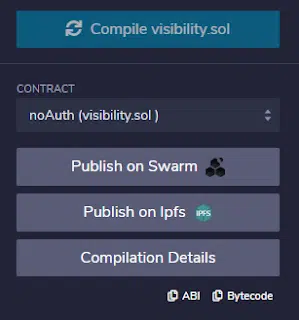 Compile visibility.sol
CONTRACT
noAuth (visibility.sol )
Publish on Swarm
Publish on Ipfs IPFS
Compilation Details
ABI Bytecode